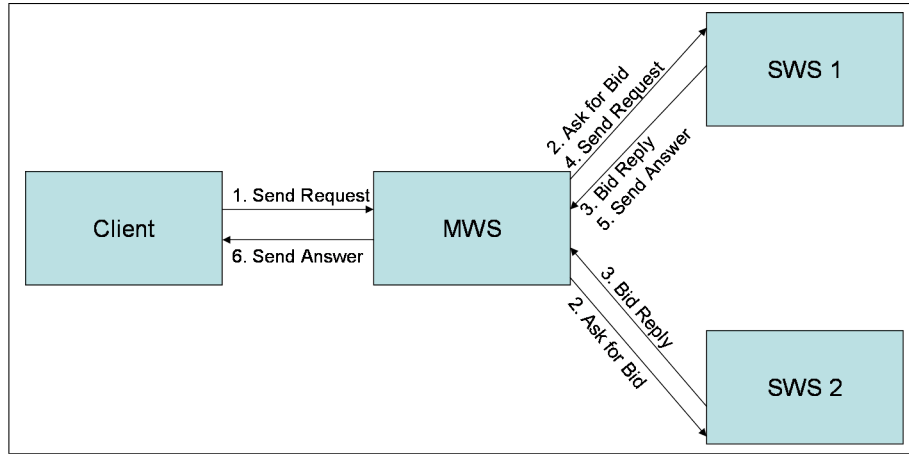 Client
1. Send Request
6. Send Answer
MWS
2. Ask for Bid
4. Send Request
3. Bid Reply
5. Send Answer
SWS 1
3. Bid Reply
2. Ask for Bid
SWS 2